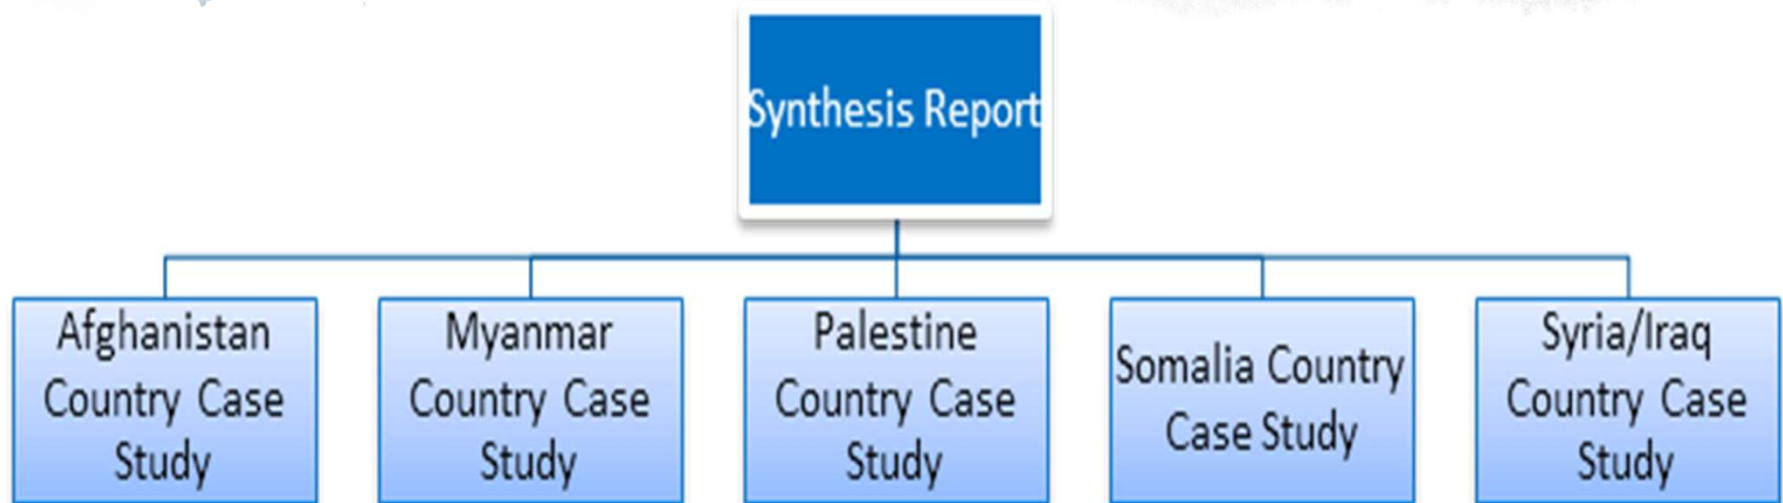 Synthesis Report
Afghanistan
Country Case
Study
Myanmar
Country Case
Study
Palestine
Country Case
Study
Somalia Country
Case Study
Syria/Iraq
Country Case
Study